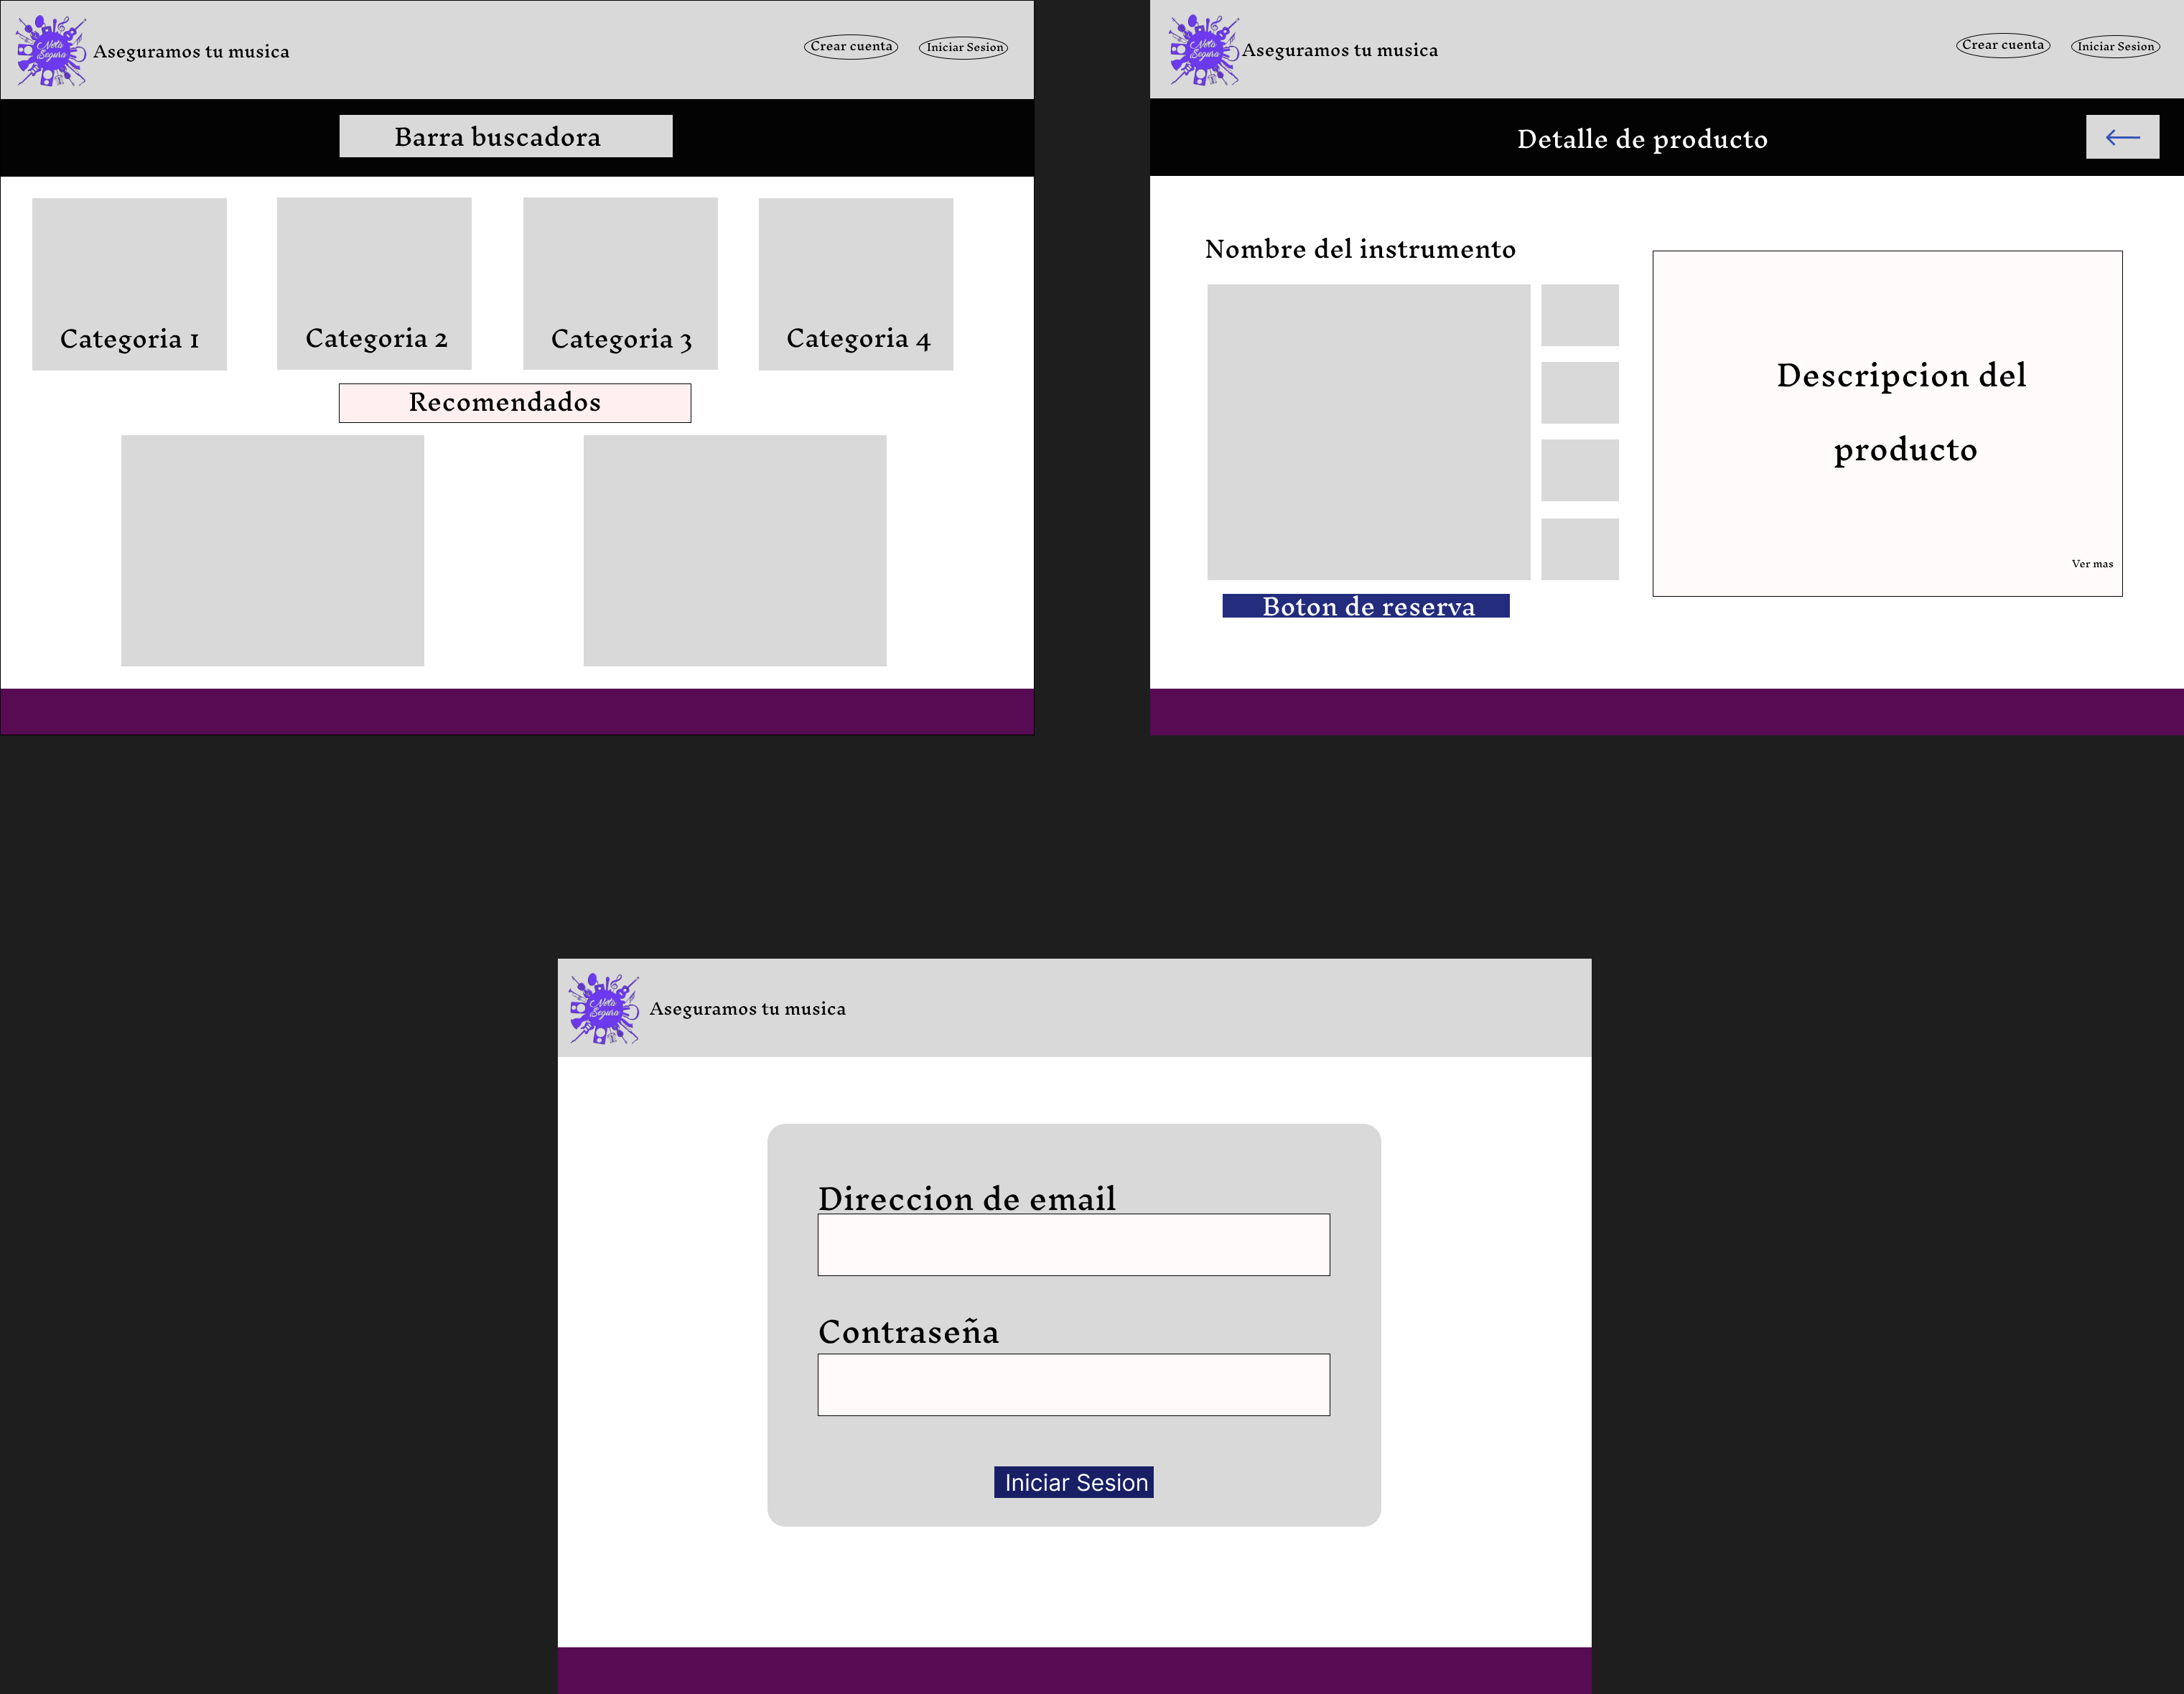 Nota
Segura
Aseguramos tu musica
Crear cuenta
Iniciar Sesion
Barra buscadora
Categoria 1
Categoria 2
Categoria 3
Categoria 4
Recomendados
Nota
Segura
Aseguramos tu musica
Crear cuenta
Iniciar Sesion
Detalle de producto
Nombre del instrumento
Descripcion del
producto
Ver mas
Boton de reserva
Nota
Segura
Aseguramos tu musica
Direccion de email
Contraseña
Iniciar Sesion